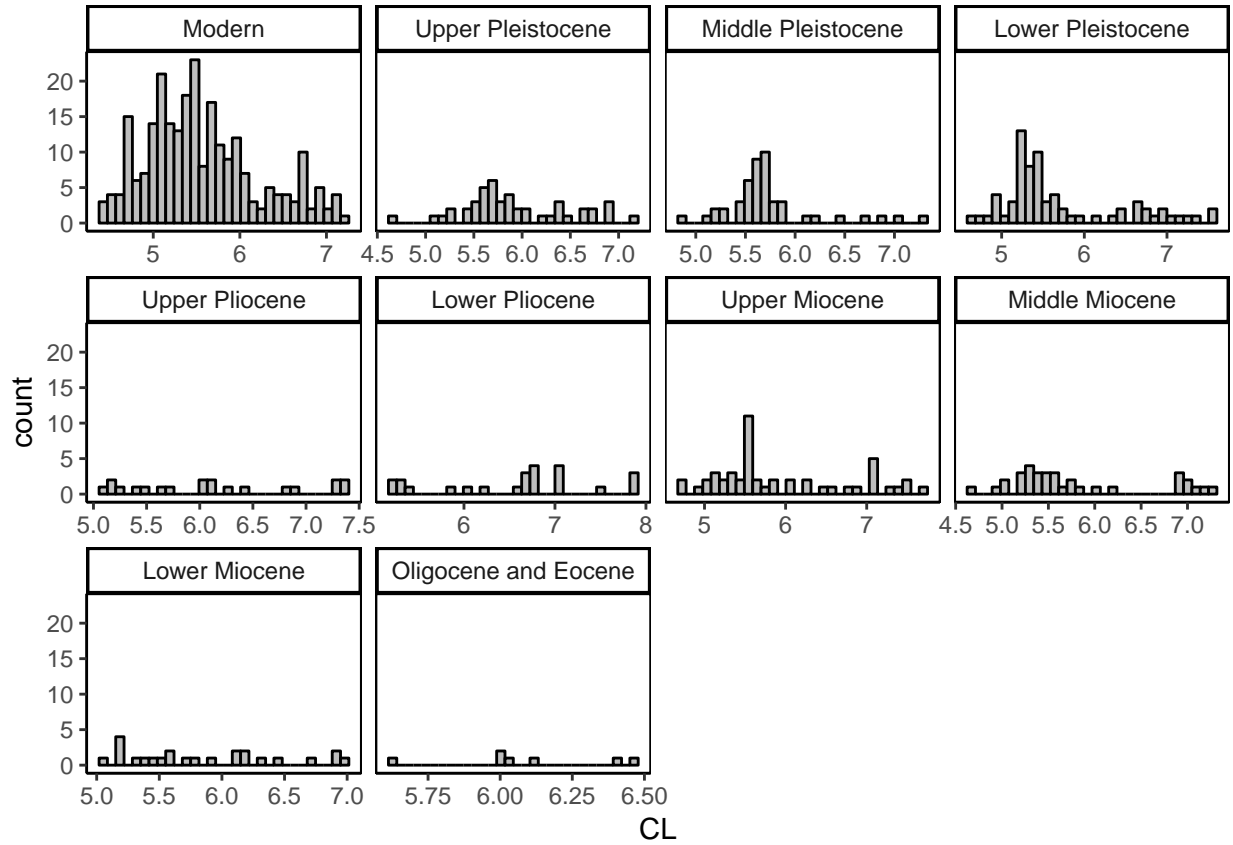 Modern Upper Pleistocene Middle Pleistocene Lower Pleistocene
20
15
10
5
0
5 6 7 4.5 5.0 5.5 6.0 6.5 7.0 5.0 5.5 6.0 6.5 7.0 5 6 7
Upper Pliocene Lower Pliocene Upper Miocene Middle Miocene
20
15
10
5
0
5.0 5.5 6.0 6.5 7.0 7.5 6 7 8 5 6 7 4.5 5.0 5.5 6.0 6.5 7.0
count
Lower Miocene Oligocene and Eocene
20
15
10
5
0
5.0 5.5 6.0 6.5 7.0 5.75 6.00 6.25 6.50
CL